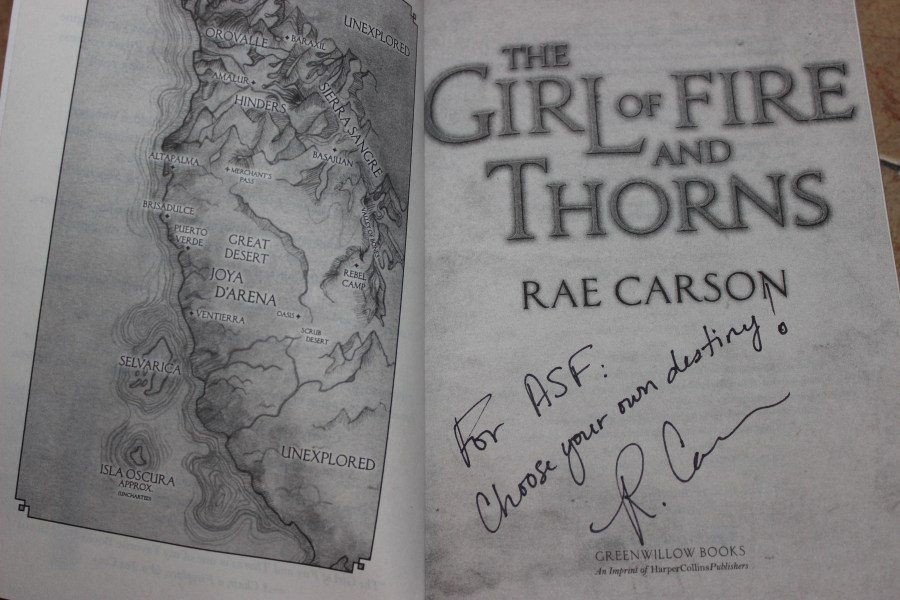 UNEXPLORED
OROVALLE
BARAXIL
AMALUR
HINDERS
SIERRA SANGRE
BASAJUAN
ALTAPALMA
MERCHANT'S
PASS
BRISADULCE
PUERTO
VERDE
GREAT
DESERT
REBEL
CAMP
JOYA
D'ARENA
VENTIERRA
OASIS
SCRUB
DESERT
SELVARICA
UNEXPLORED
ISLA OSCURA
APPROX.
(UNCHARTED)
THE
GIRL OF FIRE
AND
THORNS
RAE CARSON
For ASF:
Choose your own destiny!
R. Carson
GREENWILLOW BOOKS
An Imprint of HarperCollinsPublishers